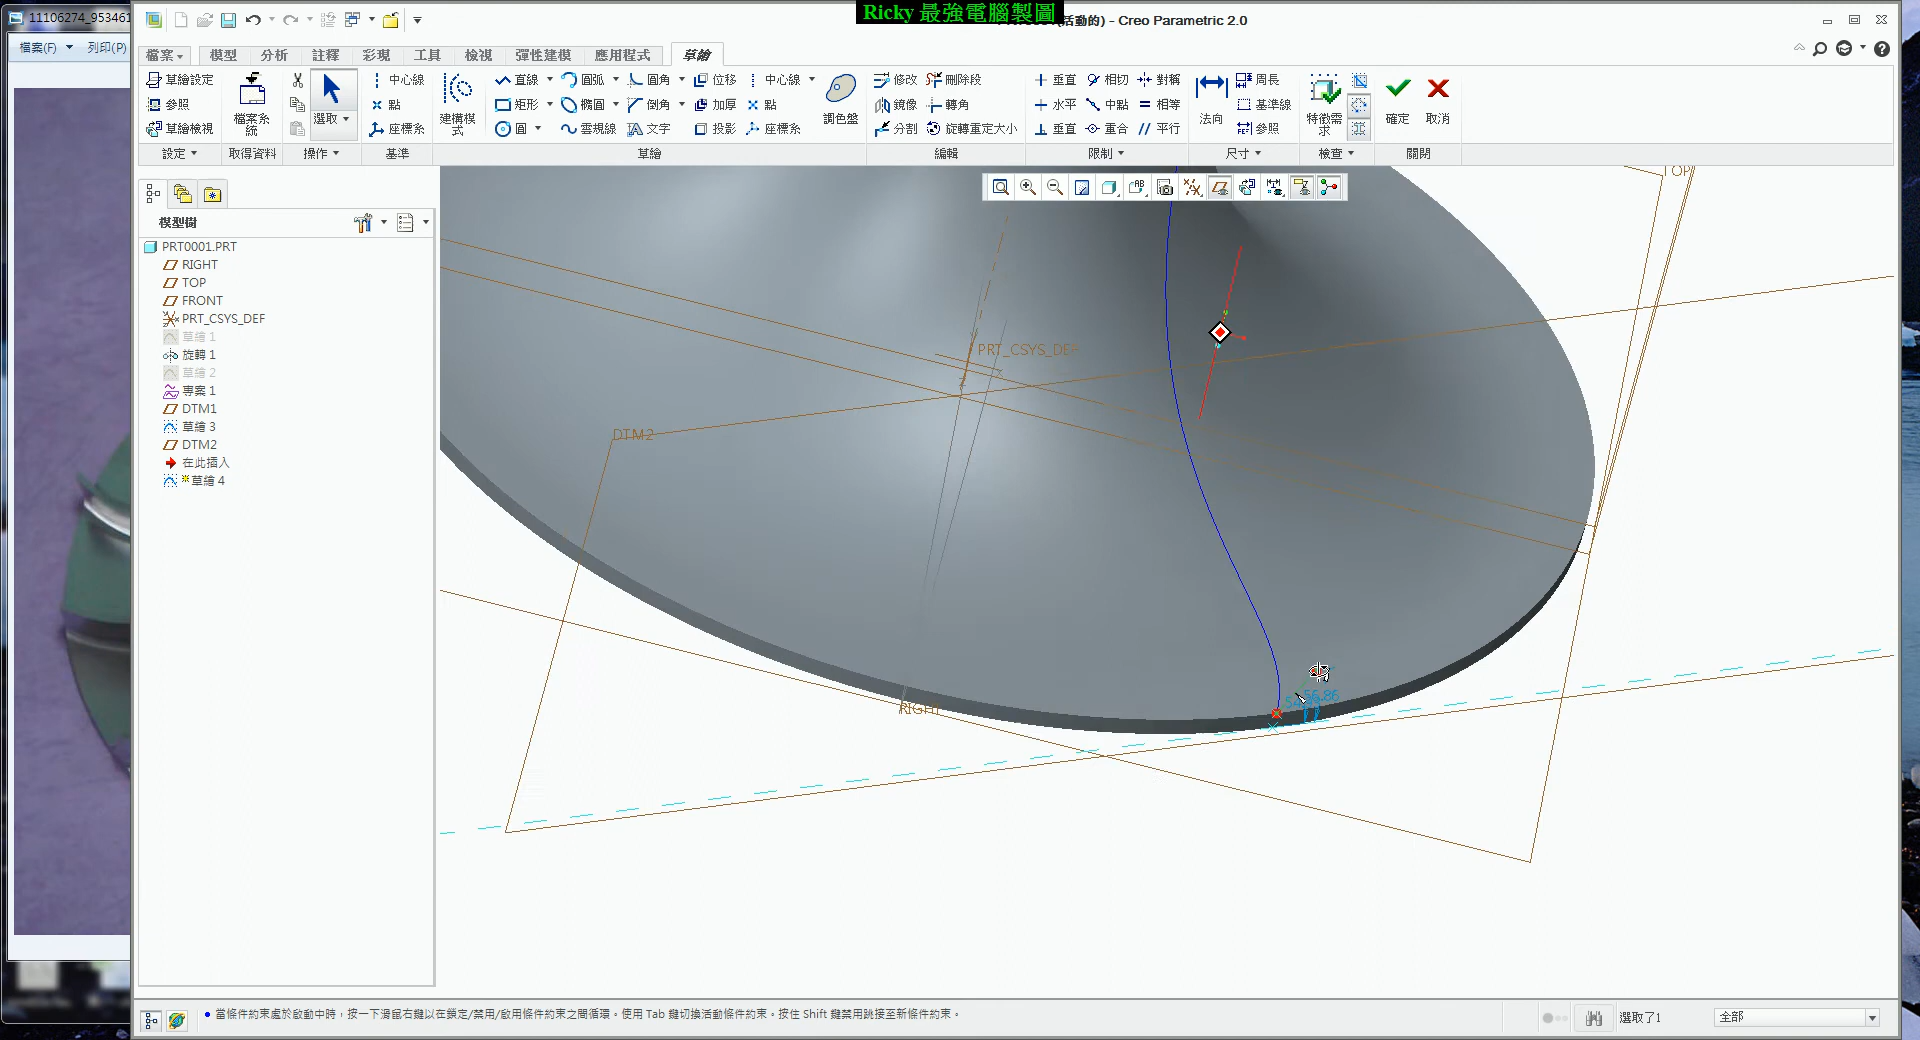 11106274_953461
檔案(F)
列印(P)
Ricky 最強電腦製圖
(活動的) - Creo Parametric 2.0
檔案
模型
分析
註釋
彩現
工具
檢視
彈性建模
應用程式
草繪
草繪設定
參照
草繪檢視
設定
檔案系統
取得資料
選取
操作
中心線
點
座標系
基準
建構模式
直線
圓弧
圓角
位移
中心線
矩形
橢圓
倒角
加厚
點
圓
雲規線
文字
投影
座標系
調色盤
草繪
修改
刪除段
鏡像
轉角
分割
旋轉重定大小
編輯
垂直
相切
對稱
水平
中點
相等
垂直
重合
平行
限制
法向
周長
基準線
參照
尺寸
特徵需求
檢查
確定
取消
關閉
模型樹
PRT0001.PRT
RIGHT
TOP
FRONT
PRT_CSYS_DEF
草繪 1
旋轉 1
草繪 2
專案 1
DTM1
草繪 3
DTM2
在此插入
草繪 4
TOP
PRT_CSYS_DEF
DTM2
RIGHT
56.86
當條件約束處於啟動中時，按一下滑鼠右鍵以在鎖定/禁用/啟用條件約束之間循環。使用 Tab 鍵切換活動條件約束。按住 Shift 鍵禁用跳接至新條件約束。
選取了1
全部